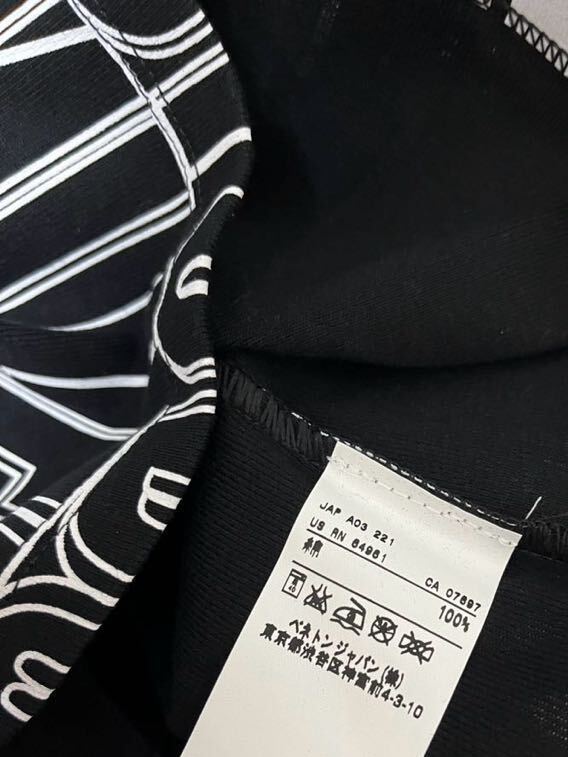 JAP A03 221
US RN 64961 CA 07697
綿 100%
40
ベネトンジャパン(株)
東京都渋谷区神宮前4-3-10